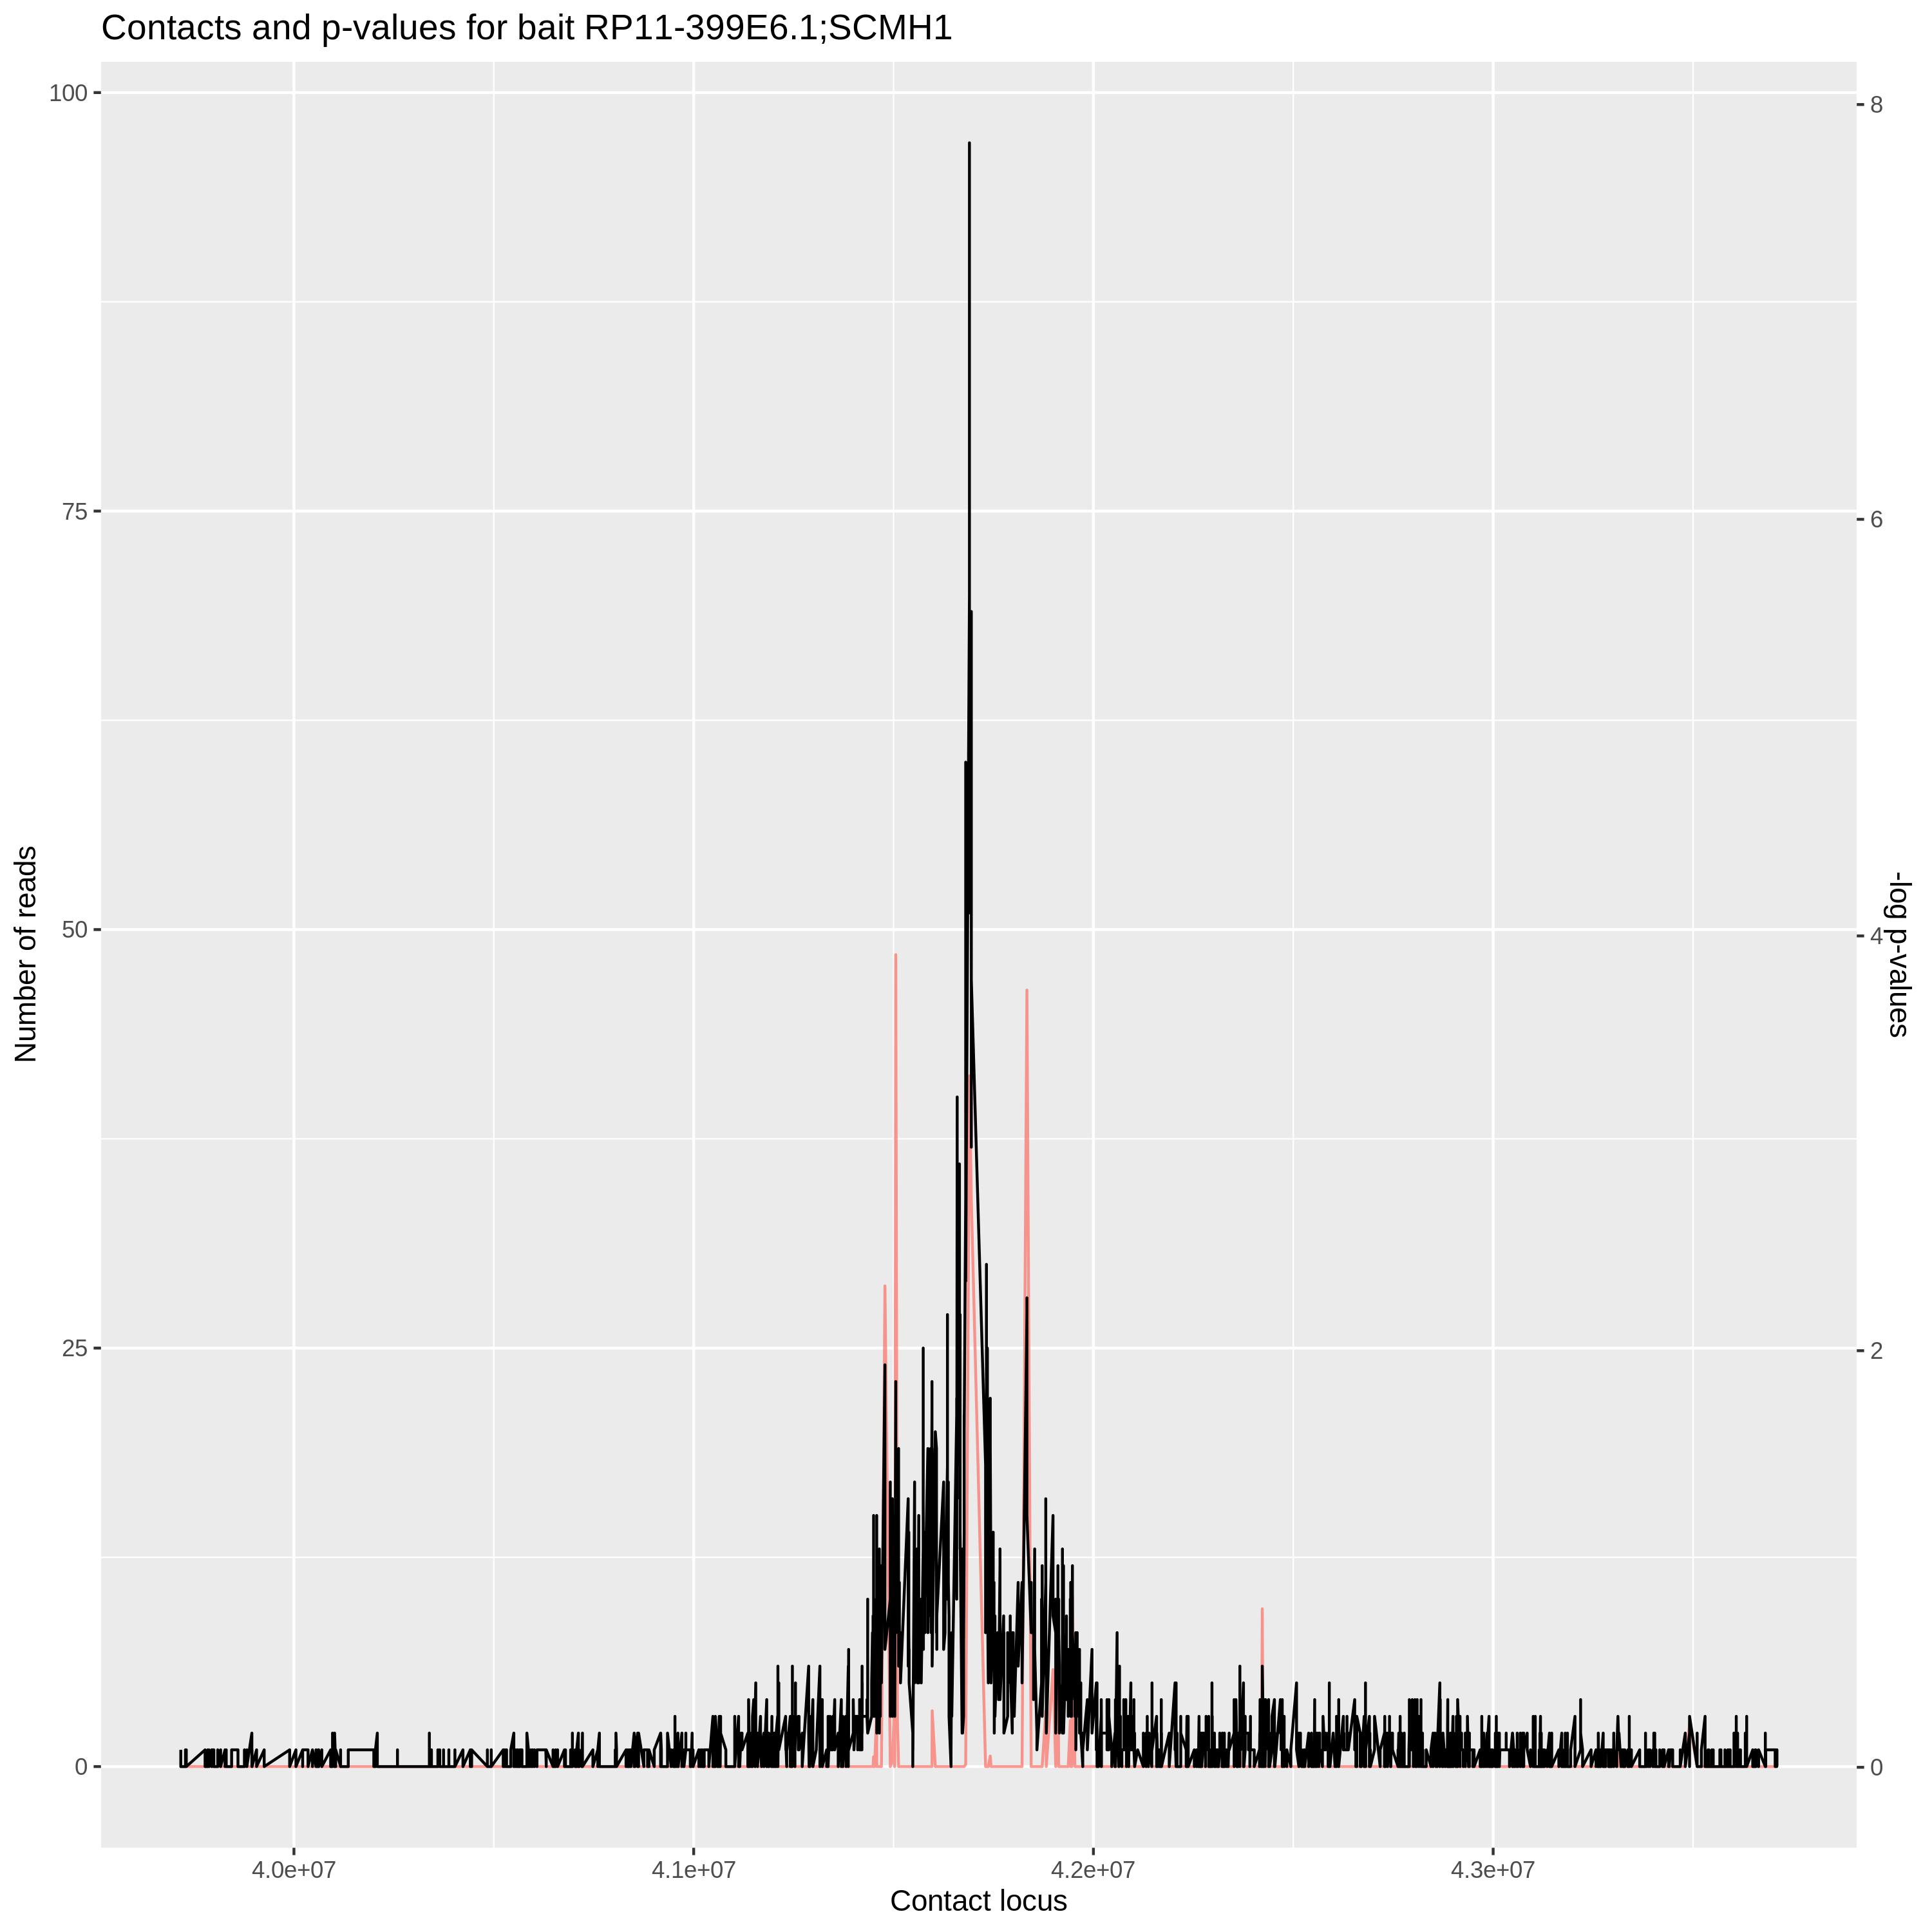 Contacts and p-values for bait RP11-399E6.1;SCMH1
100
75
50
25
0
Number of reads
8
6
4
2
0
-log p-values
4.0e+07
4.1e+07
4.2e+07
4.3e+07
Contact locus